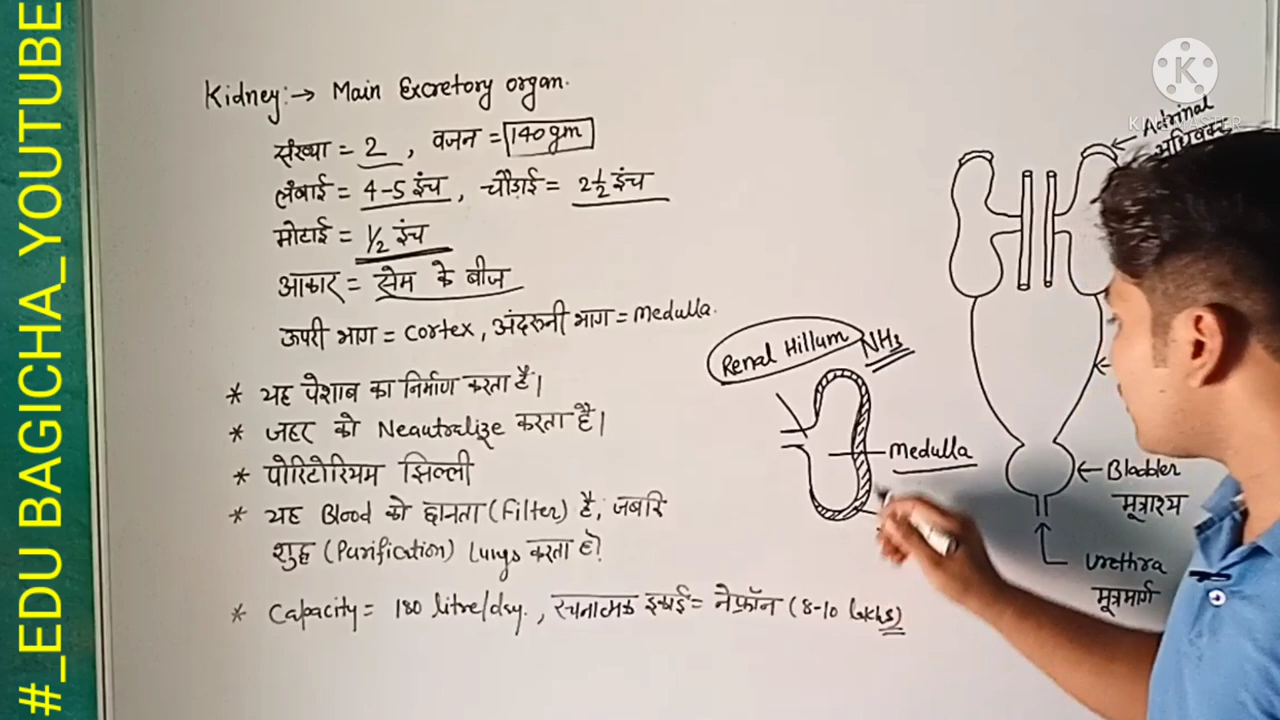 #_EDU BAGICHA_YOUTUBE
Kidney:→ Main Excretory organ.
संख्या = 2, वजन = 140 gm
लंबाई = 4-5 इंच, चौड़ाई = 2½ इंच
मोटाई = 1/2 इंच
आकार = सेम के बीज
ऊपरी भाग = Cortex, अंदरूनी भाग = Medulla.
* यह पेशाब का निर्माण करता है।
* जहर को Neautralize करता है।
* पोरिटोरियम झिल्ली
* यह Blood को छानता (Filter) है, जबकि
शुद्ध (Purification) Lungs करता है?
* Capacity = 180 litre/day., रचनात्मक इकाई = नेफ्रॉन (8-10 lakhs)
Renal Hillum
NH3
Medulla
K
Adrinal
Bladder
मूत्राश्य
urethra
मूत्रमार्ग